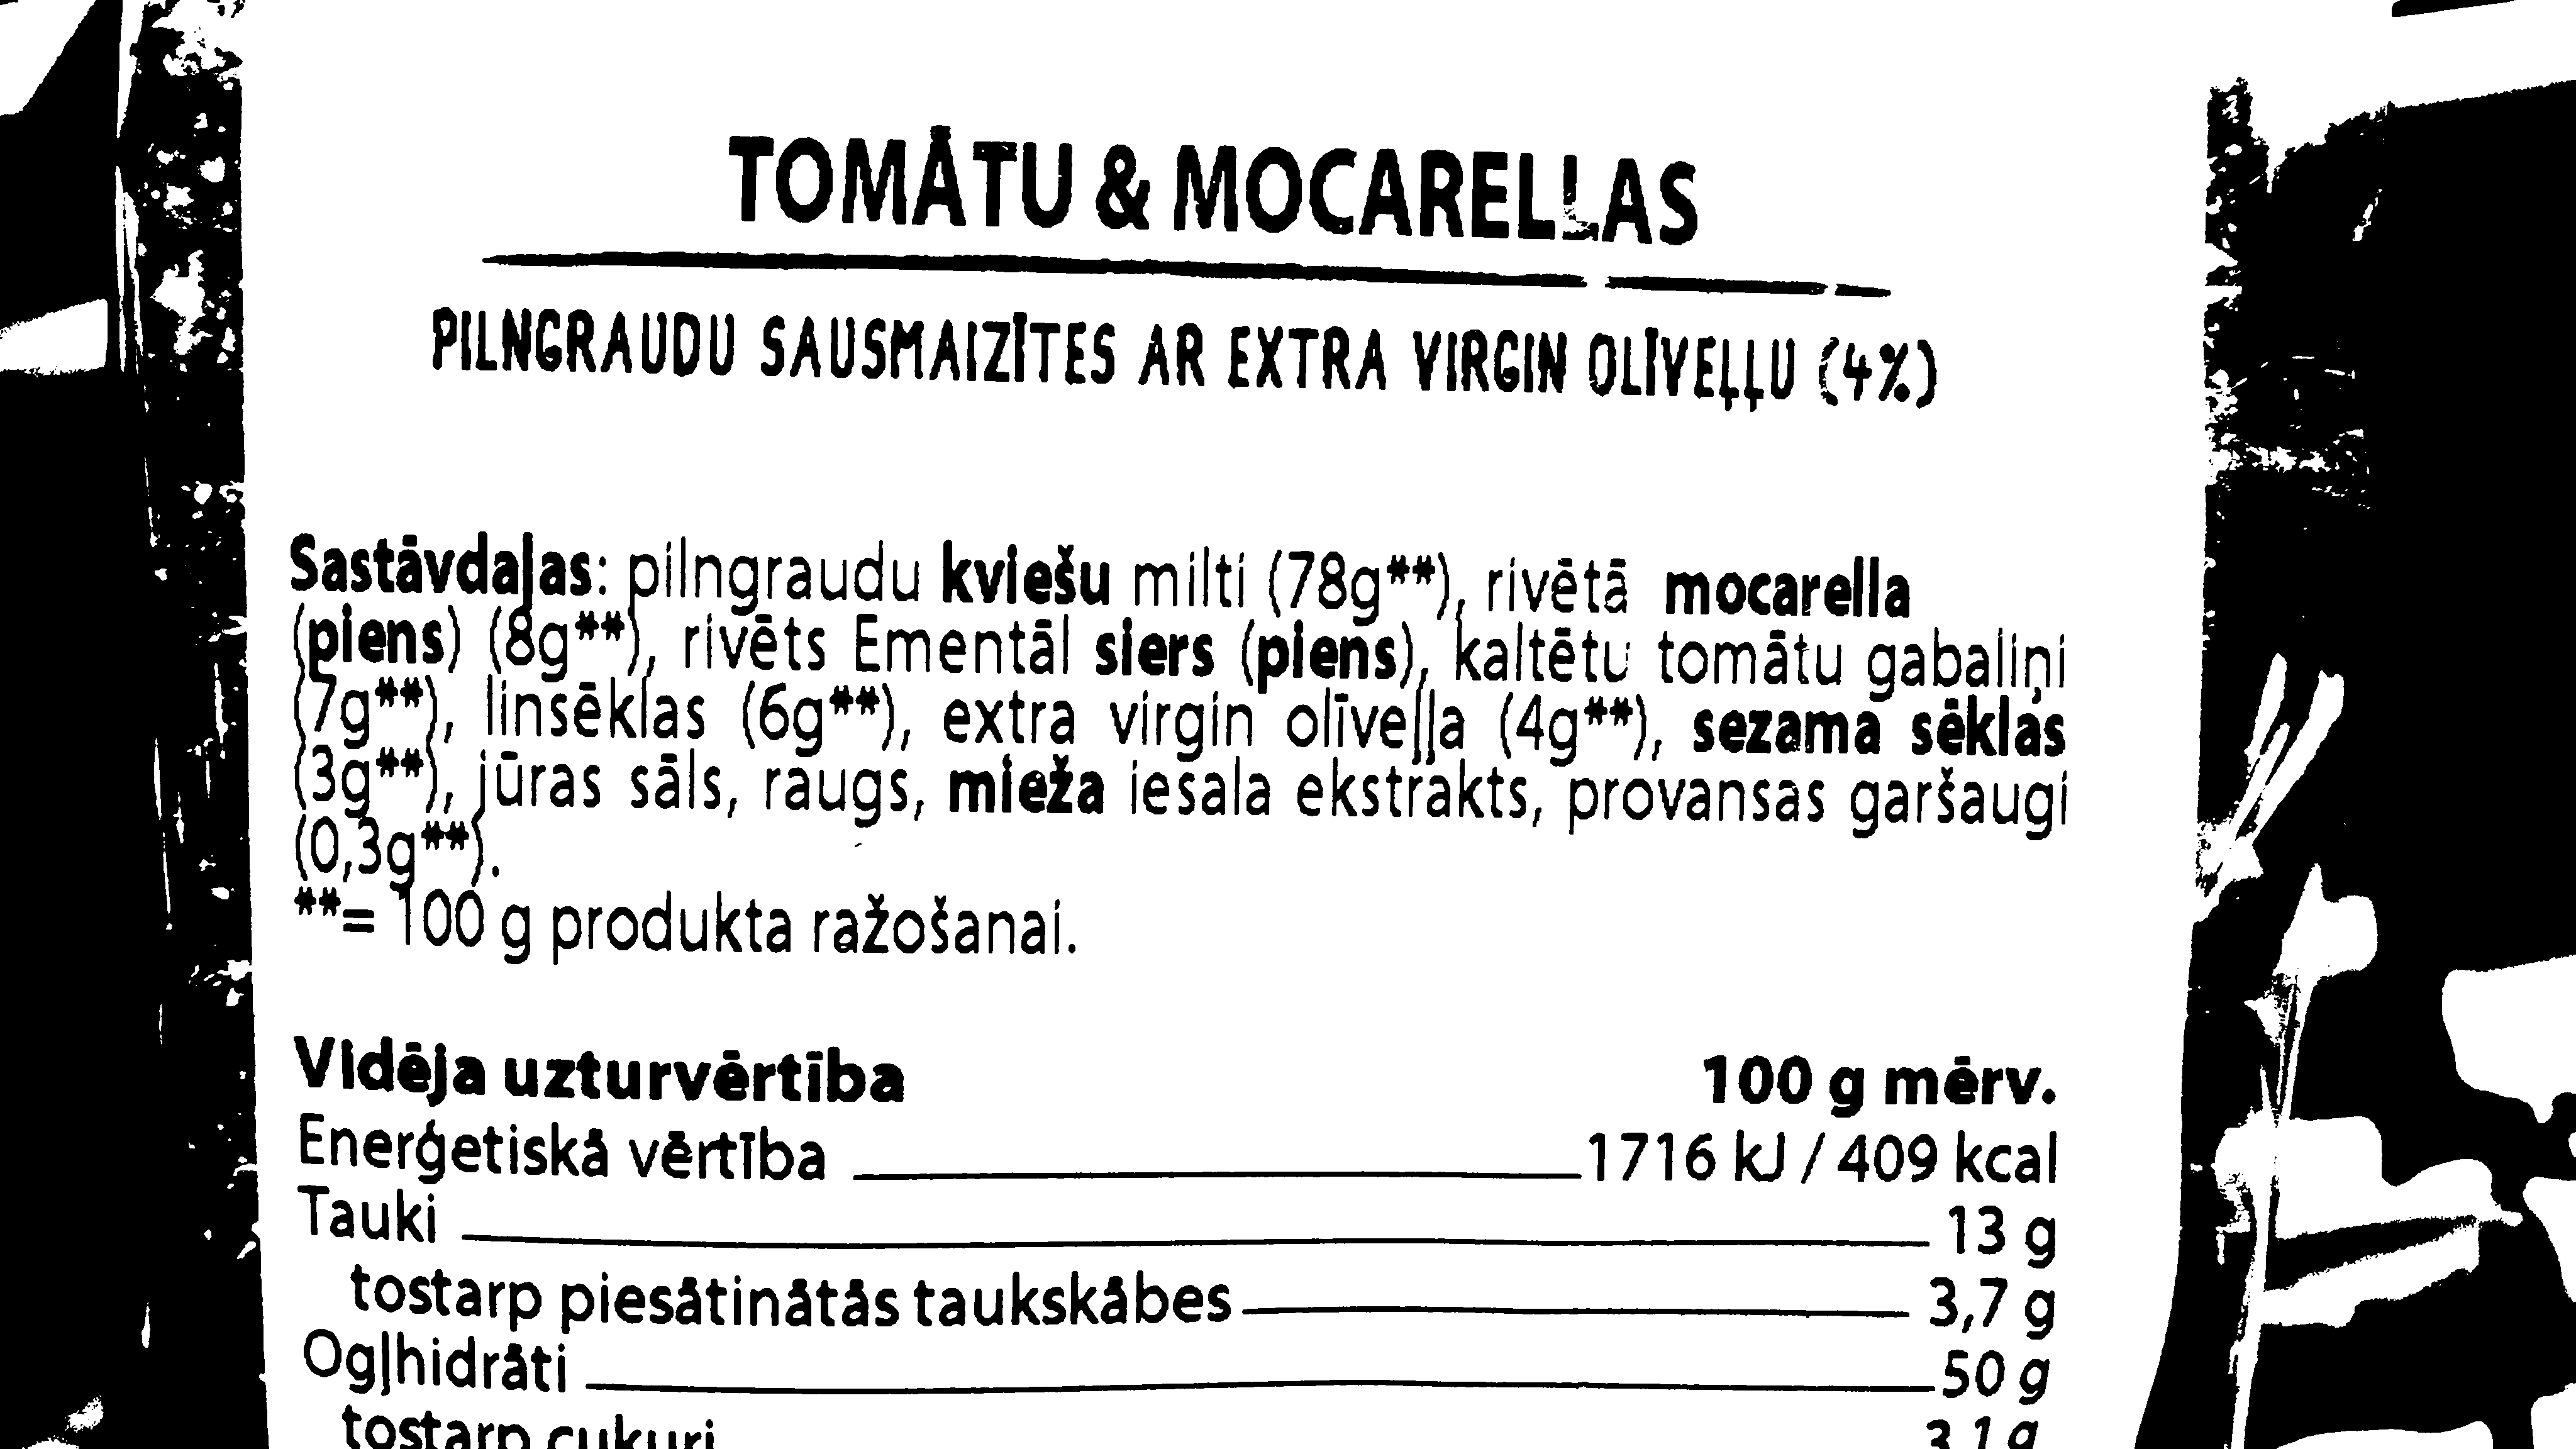 TOMĀTU & MOCARELLAS
PILNGRAUDU SAUSMAIZĪTES AR EXTRA VIRGIN OLĪVEĻĻU (4%)
Sastāvdaļas: pilngraudu kviešu milti (78g**), rivētā mocarella
(piens) (8g**), rivēts Ementāl siers (piens), kaltētu tomātu gabaliņi
(7g**), linsēklas (6g**), extra virgin olīveļļa (4g**), sezama sēklas
(3g**), jūras sāls, raugs, mieža iesala ekstrakts, provansas garšaugi
(0,3g**).
**= 100 g produkta ražošanai.
Vidēja uzturvērtība 100 g mērv.
Enerģetiskā vērtība 1716 kJ / 409 kcal
Tauki 13 g
tostarp piesātinātās taukskābes 3,7 g
Ogļhidrāti 50 g
tostarp cukuri 3,1 g